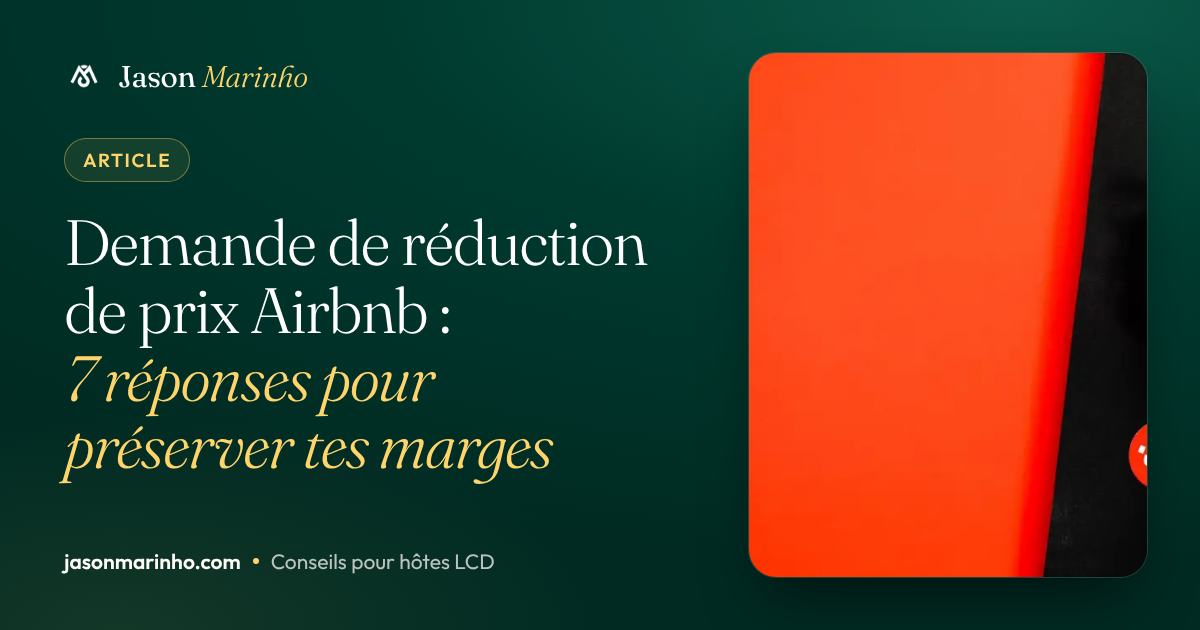 Jason Marinho
ARTICLE
Demande de réduction
de prix Airbnb :
7 réponses pour
préserver tes marges
jasonmarinho.com • Conseils pour hôtes LCD